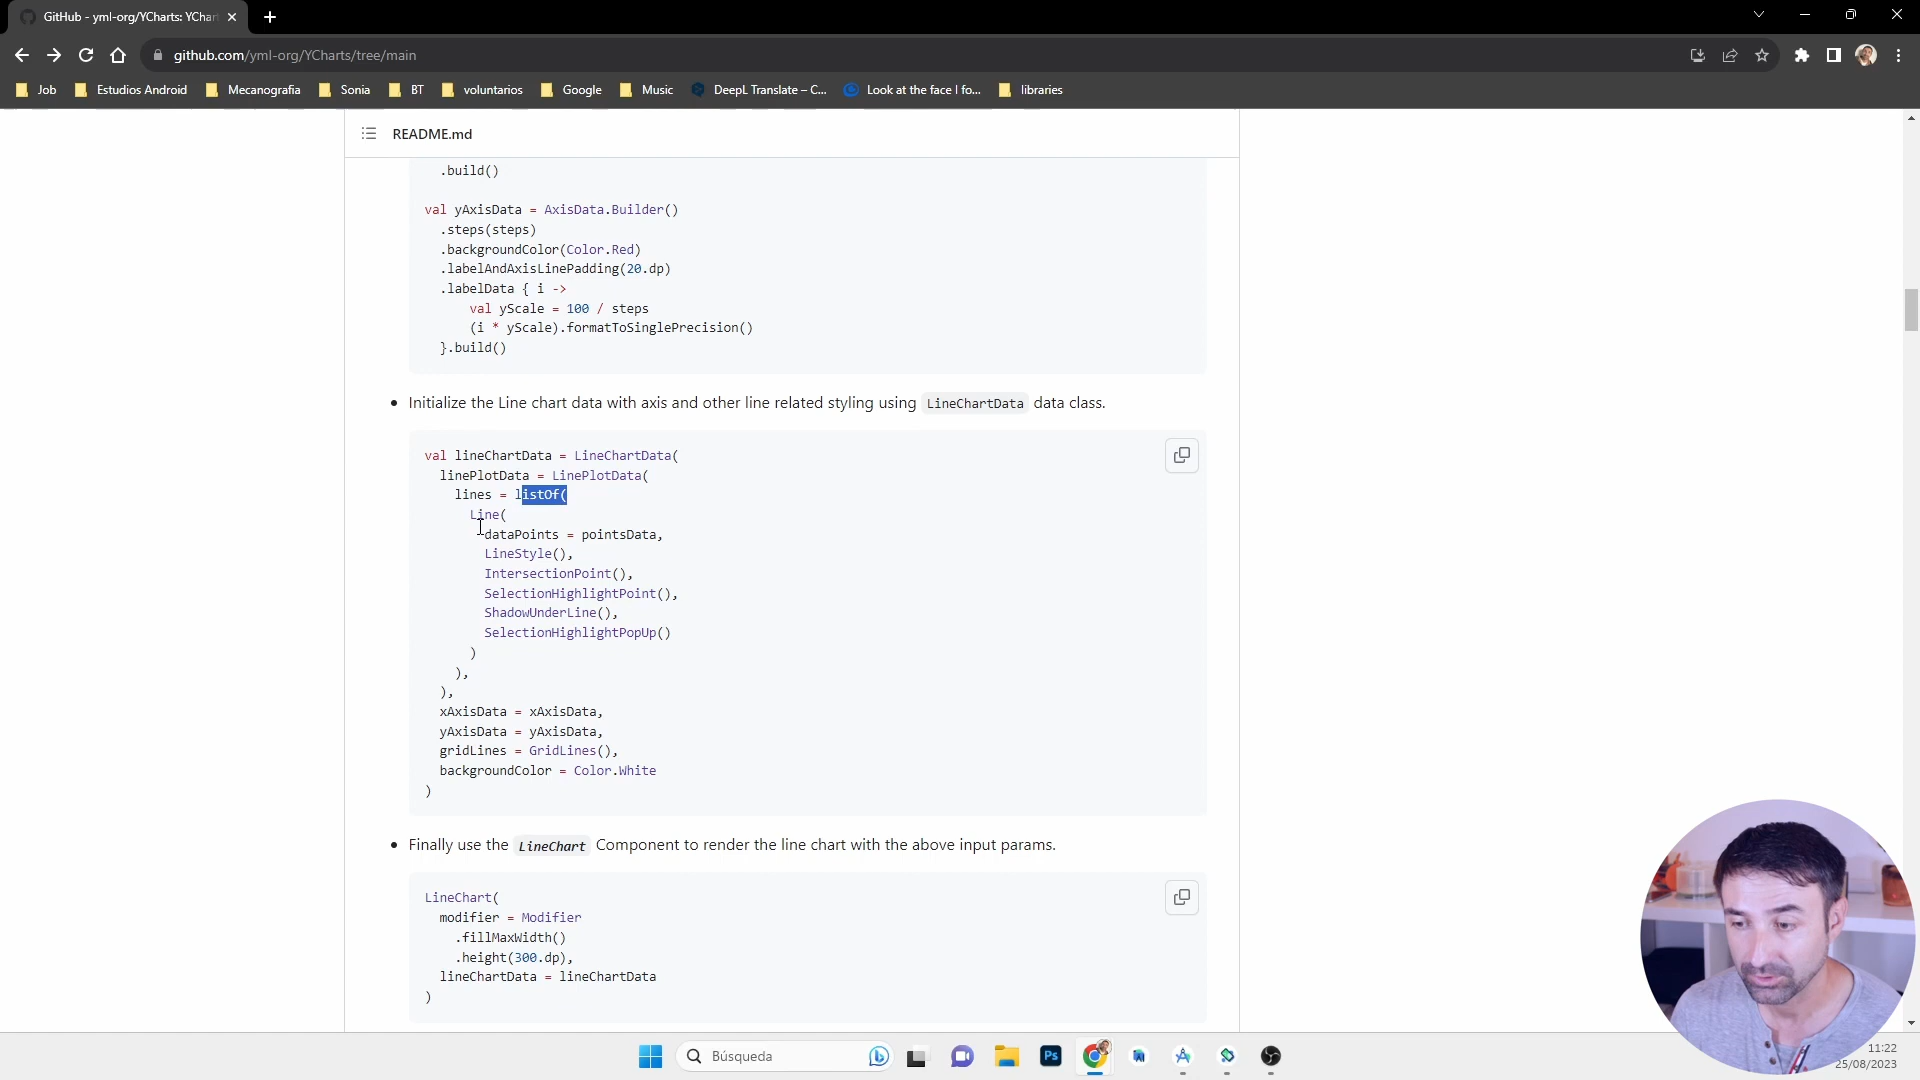 GitHub - yml-org/YCharts: YChar
github.com/yml-org/YCharts/tree/main
Job
Estudios Android
Mecanografia
Sonia
BT
voluntarios
Google
Music
DeepL Translate – C...
Look at the face I fo...
libraries
README.md
.build()
val yAxisData = AxisData.Builder()
.steps(steps)
.backgroundColor(Color.Red)
.labelAndAxisLinePadding(20.dp)
.labelData { i ->
val yScale = 100 / steps
(i * yScale).formatToSinglePrecision()
}.build()
Initialize the Line chart data with axis and other line related styling using LineChartData data class.
val lineChartData = LineChartData(
linePlotData = LinePlotData(
lines = listOf(
Line(
dataPoints = pointsData,
LineStyle(),
IntersectionPoint(),
SelectionHighlightPoint(),
ShadowUnderLine(),
SelectionHighlightPopUp()
)
),
),
xAxisData = xAxisData,
yAxisData = yAxisData,
gridLines = GridLines(),
backgroundColor = Color.White
)
Finally use the LineChart Component to render the line chart with the above input params.
LineChart(
modifier = Modifier
.fillMaxWidth()
.height(300.dp),
lineChartData = lineChartData
)
Búsqueda
Ps
11:22
25/08/2023